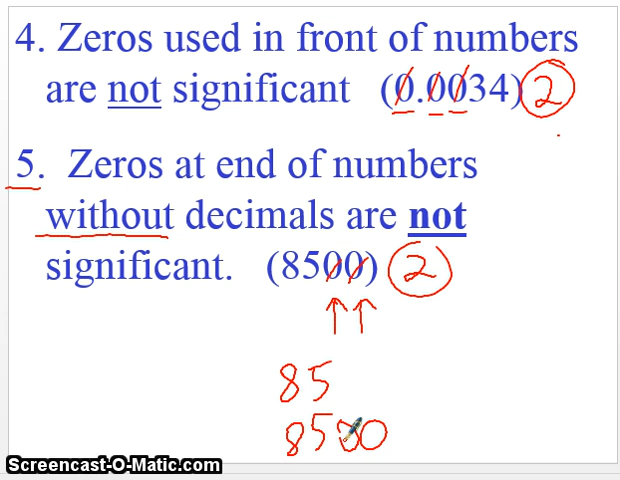 4. Zeros used in front of numbers
are not significant (0.0034) 2
5. Zeros at end of numbers
without decimals are not
significant. (8500) 2
85
8500
Screencast-O-Matic.com